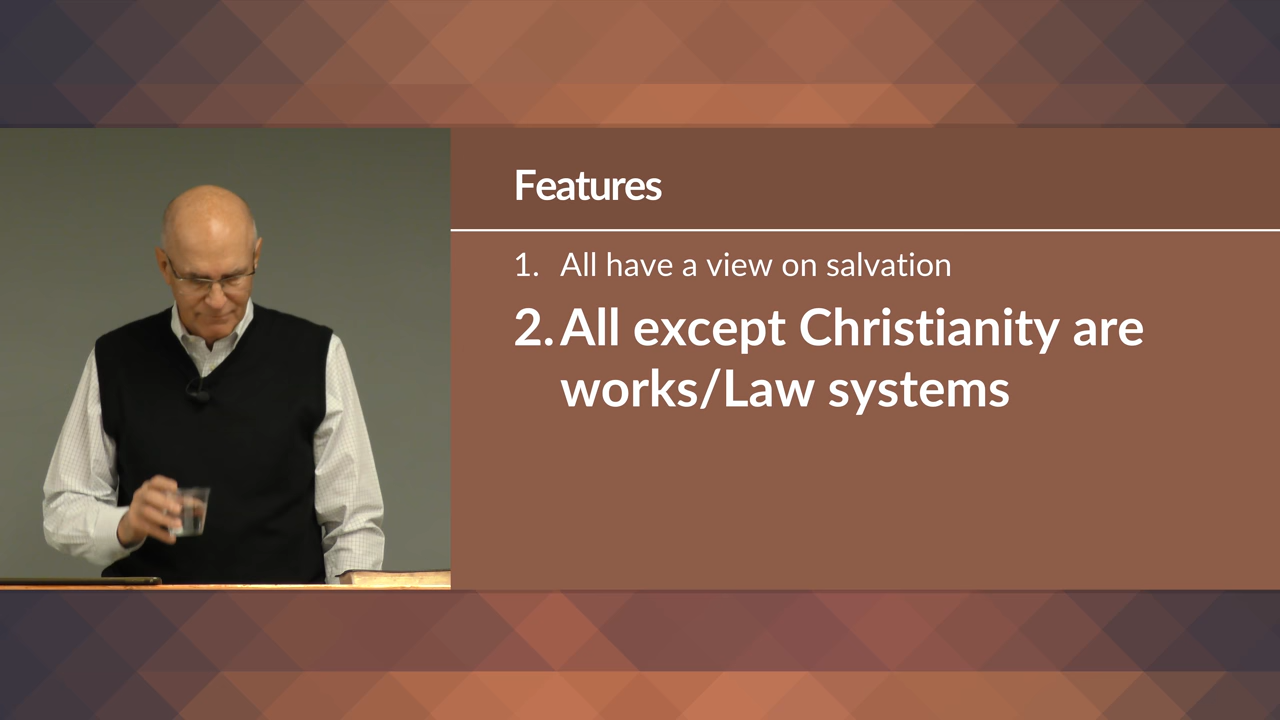 Features
1. All have a view on salvation
2. All except Christianity are
works/Law systems